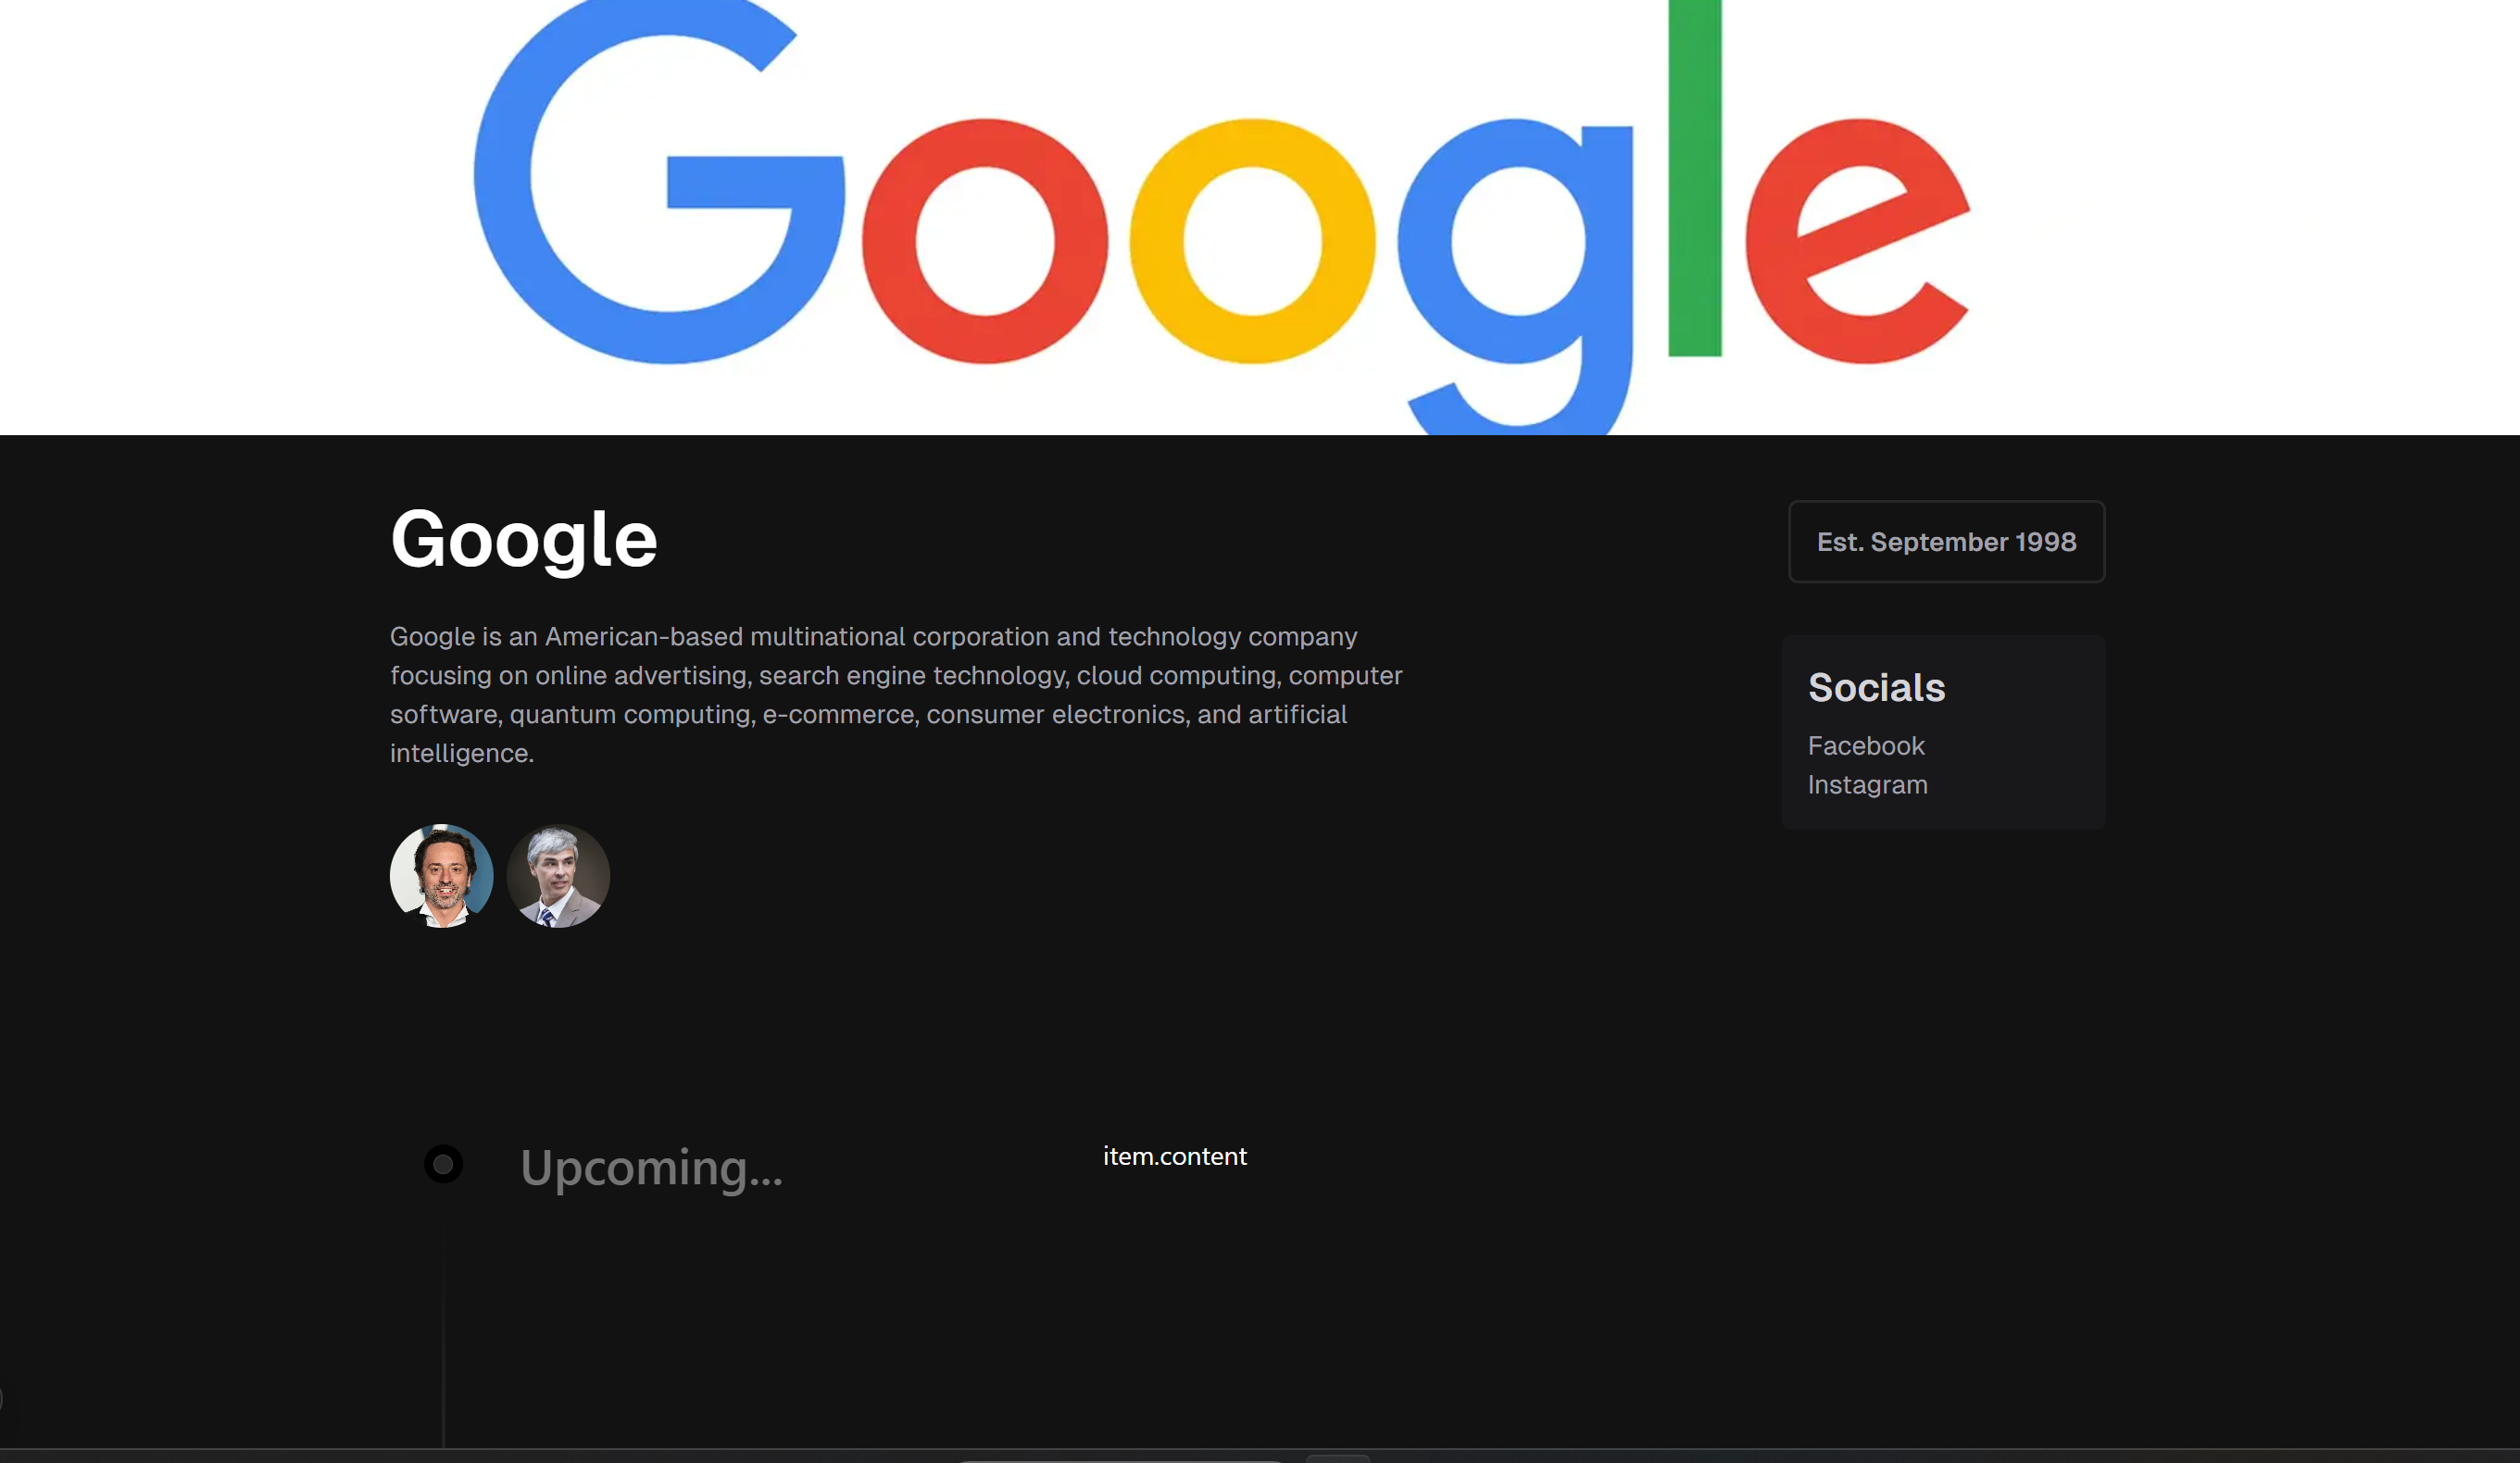 Google
Google
Est. September 1998
Google is an American-based multinational corporation and technology company
focusing on online advertising, search engine technology, cloud computing, computer
software, quantum computing, e-commerce, consumer electronics, and artificial
intelligence.
Socials
Facebook
Instagram
Upcoming...
item.content